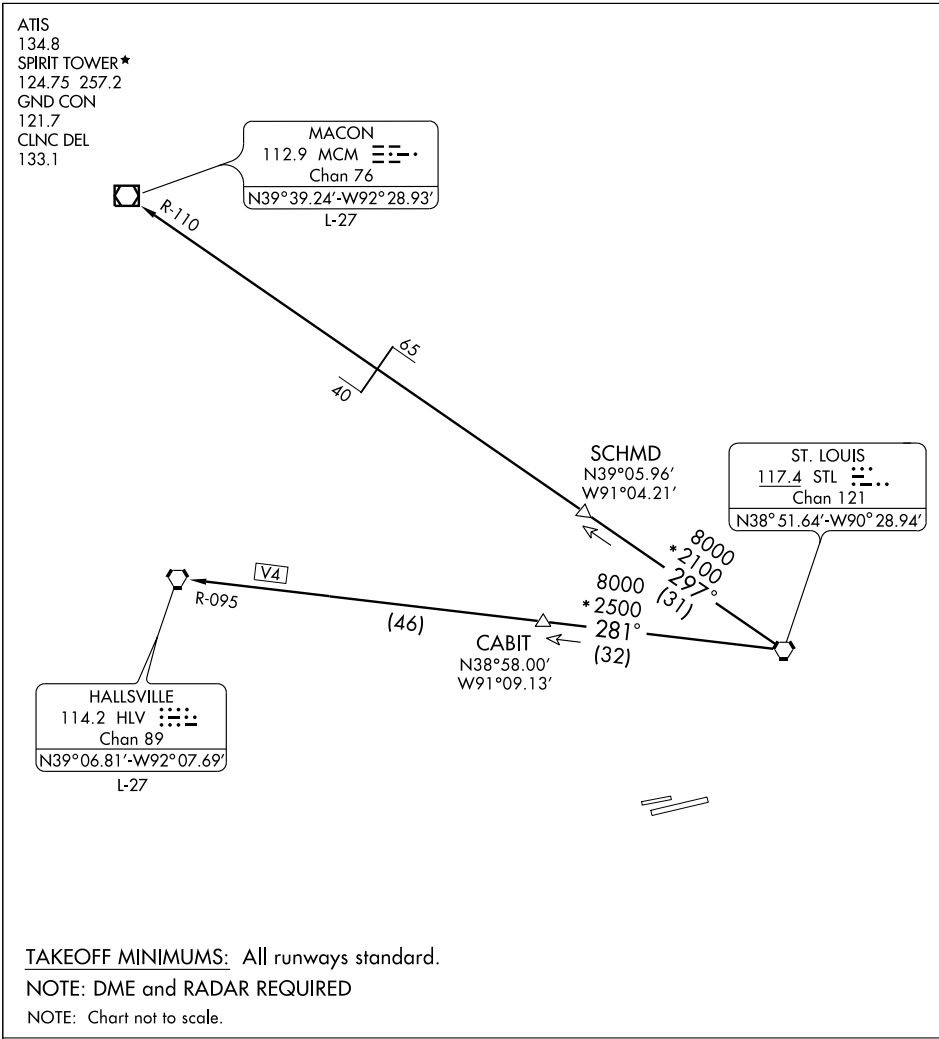 ATIS
134.8
SPIRIT TOWER★
124.75 257.2
GND CON
121.7
CLNC DEL
133.1
MACON
112.9 MCM
Chan 76
N39°39.24'-W92°28.93'
L-27
R-110
65
40
SCHMD
N39°05.96'
W91°04.21'
ST. LOUIS
117.4 STL
Chan 121
N38°51.64'-W90°28.94'
8000
*2100
297°
(31)
8000
*2500
281°
(32)
V4
R-095
(46)
CABIT
N38°58.00'
W91°09.13'
HALLSVILLE
114.2 HLV
Chan 89
N39°06.81'-W92°07.69'
L-27
TAKEOFF MINIMUMS: All runways standard.
NOTE: DME and RADAR REQUIRED
NOTE: Chart not to scale.